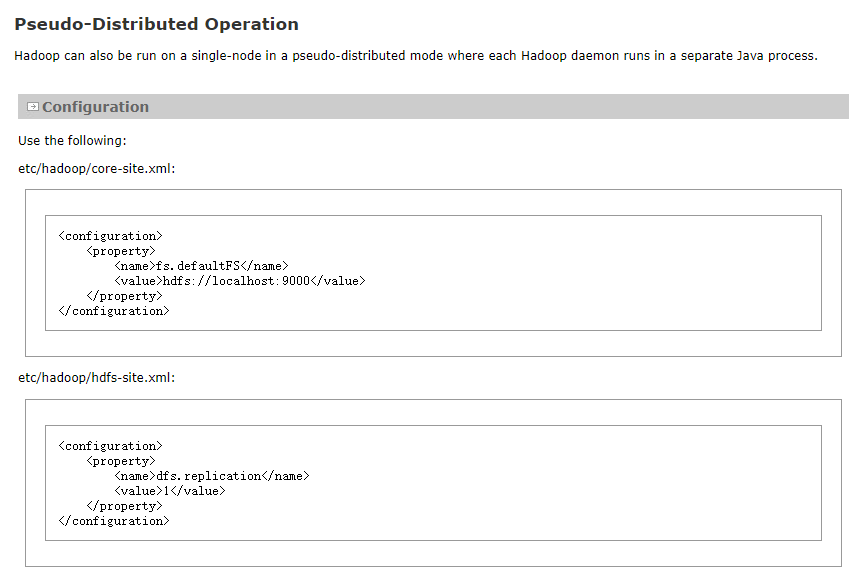 Pseudo-Distributed Operation
Hadoop can also be run on a single-node in a pseudo-distributed mode where each Hadoop daemon runs in a separate Java process.
Configuration
Use the following:
etc/hadoop/core-site.xml:
<configuration>
    <property>
        <name>fs.defaultFS</name>
        <value>hdfs://localhost:9000</value>
    </property>
</configuration>
etc/hadoop/hdfs-site.xml:
<configuration>
    <property>
        <name>dfs.replication</name>
        <value>1</value>
    </property>
</configuration>